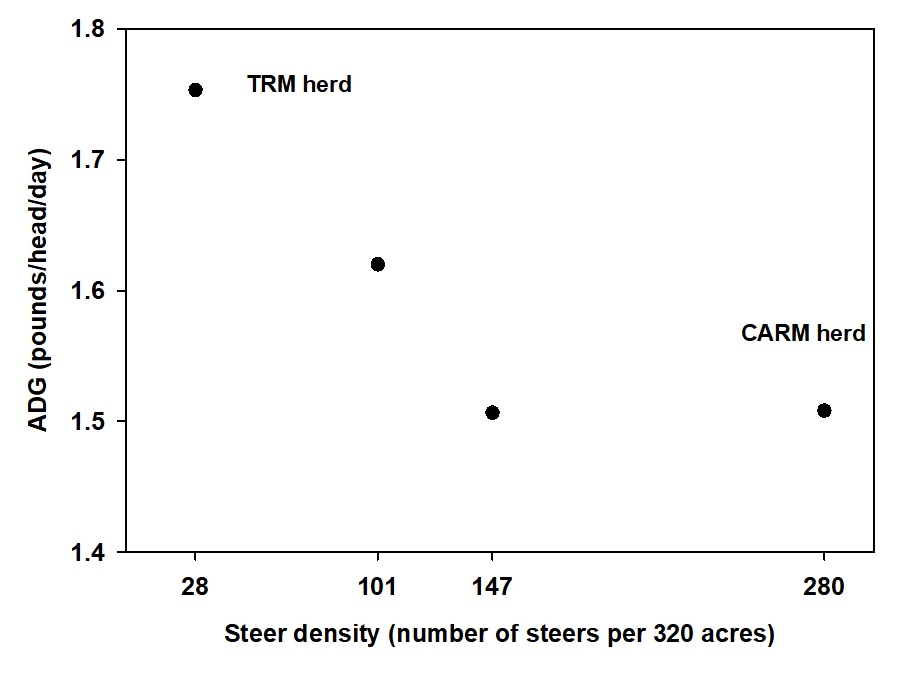 1.8
TRM herd
1.7
1.6
CARM herd
1.5
1.4
28 101 147 280
Steer density (number of steers per 320 acres)
ADG (pounds/head/day)